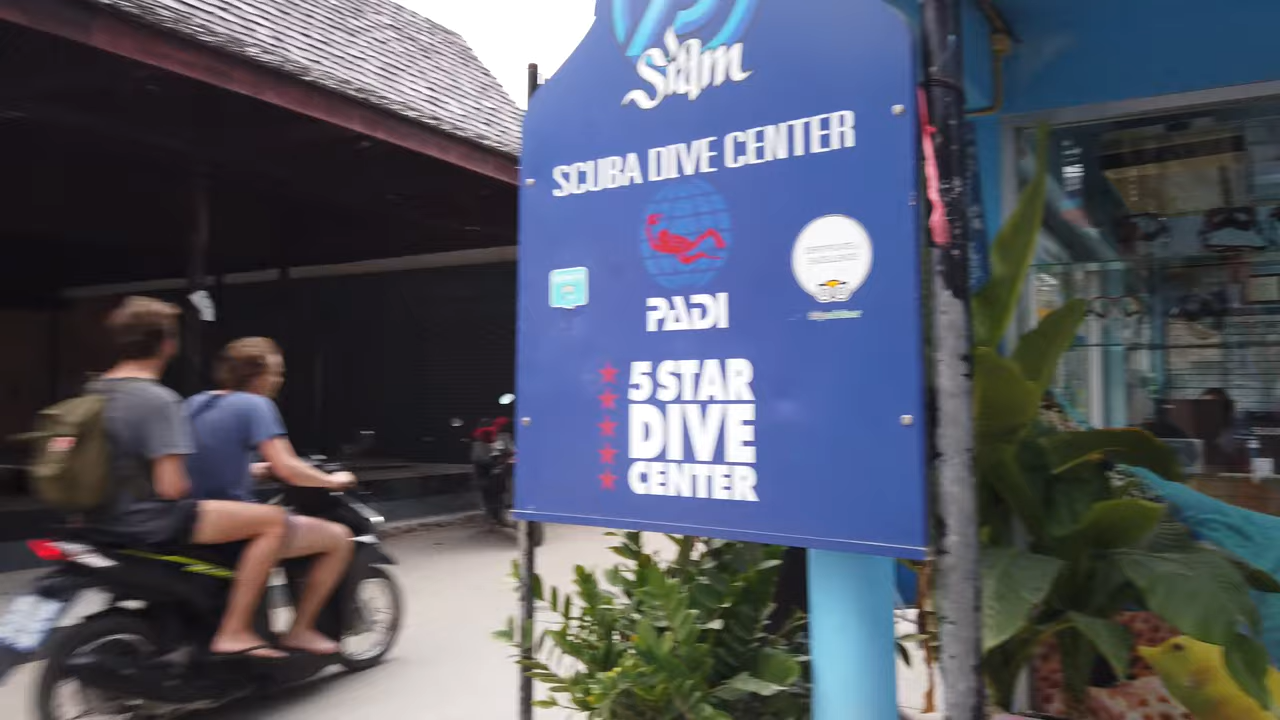 Siam
SCUBA DIVE CENTER
PADI
5 STAR
DIVE
CENTER